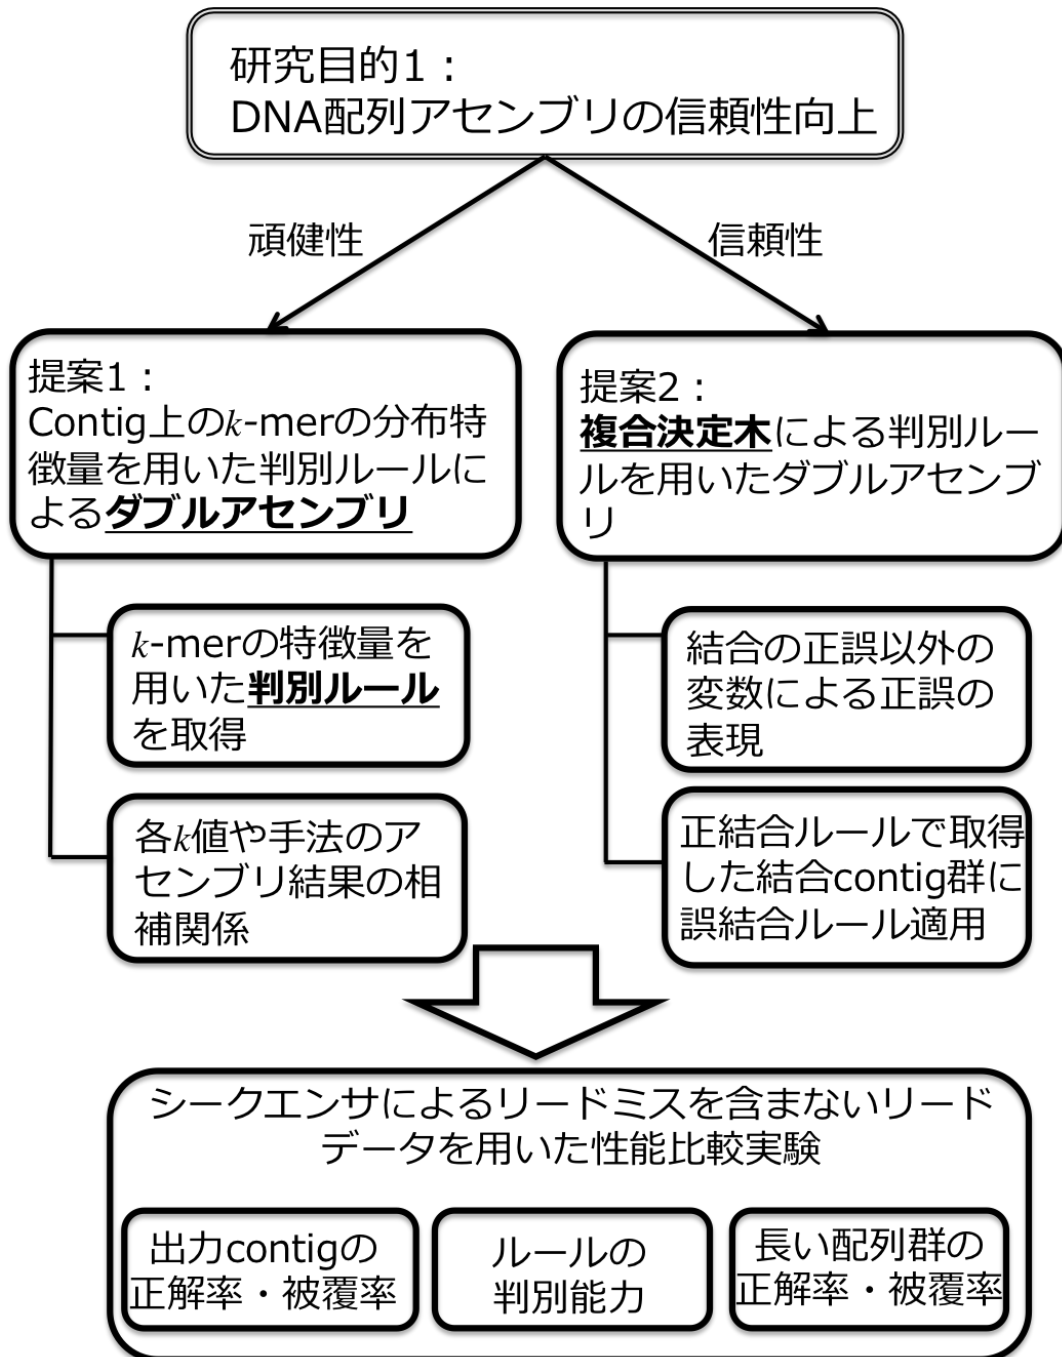 研究目的1：
DNA配列アセンブリの信頼性向上
頑健性
信頼性
提案1：
Contig上のk-merの分布特
徴量を用いた判別ルールに
よるダブルアセンブリ
提案2：
複合決定木による判別ルー
ルを用いたダブルアセンブ
リ
k-merの特徴量を
用いた判別ルール
を取得
各k値や手法のア
センブリ結果の相
補関係
結合の正誤以外の
変数による正誤の
表現
正結合ルールで取得
した結合contig群に
誤結合ルール適用
シークエンサによるリードミスを含まないリード
データを用いた性能比較実験
出力contigの
正解率・被覆率
ルールの
判別能力
長い配列群の
正解率・被覆率